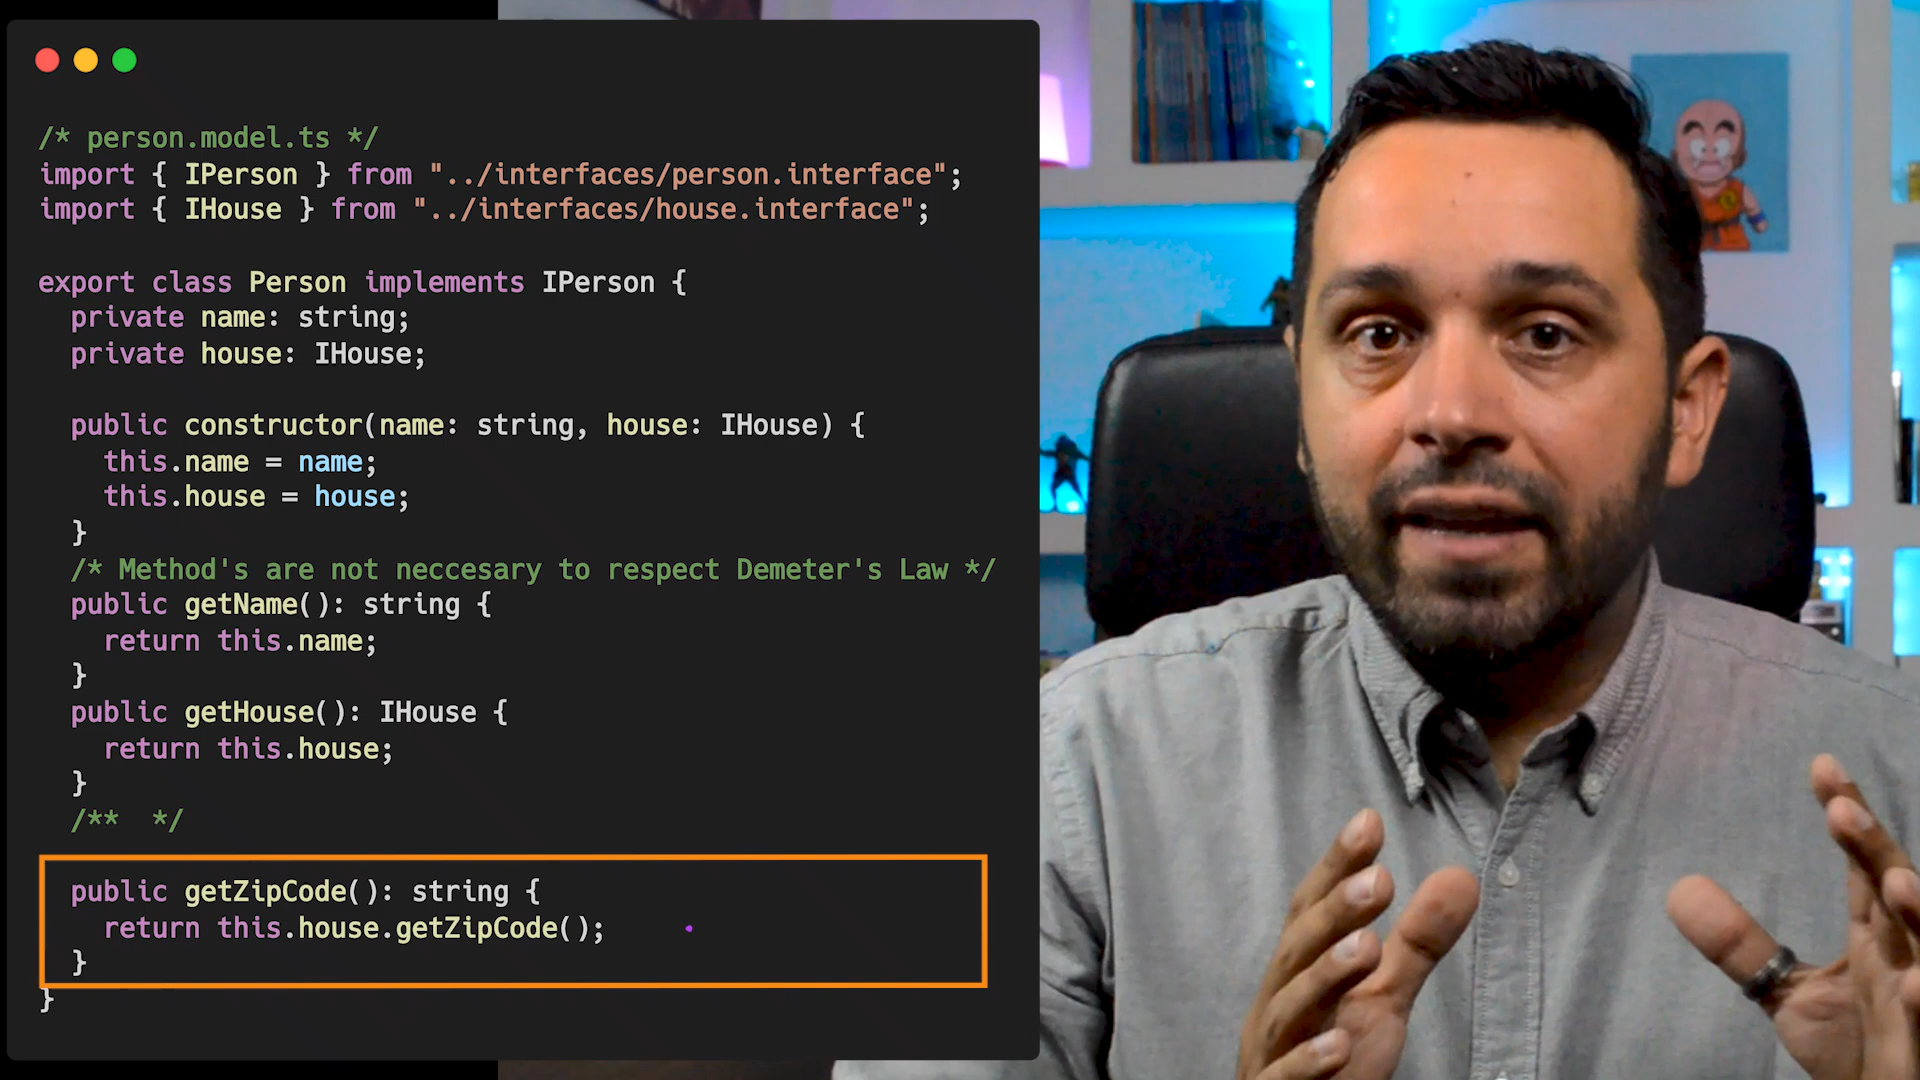 /* person.model.ts */
import { IPerson } from "../interfaces/person.interface";
import { IHouse } from "../interfaces/house.interface";
export class Person implements IPerson {
private name: string;
private house: IHouse;
public constructor(name: string, house: IHouse) {
this.name = name;
this.house = house;
}
/* Method's are not neccesary to respect Demeter's Law */
public getName(): string {
return this.name;
}
public getHouse(): IHouse {
return this.house;
}
/** */
public getZipCode(): string {
return this.house.getZipCode();
}
}